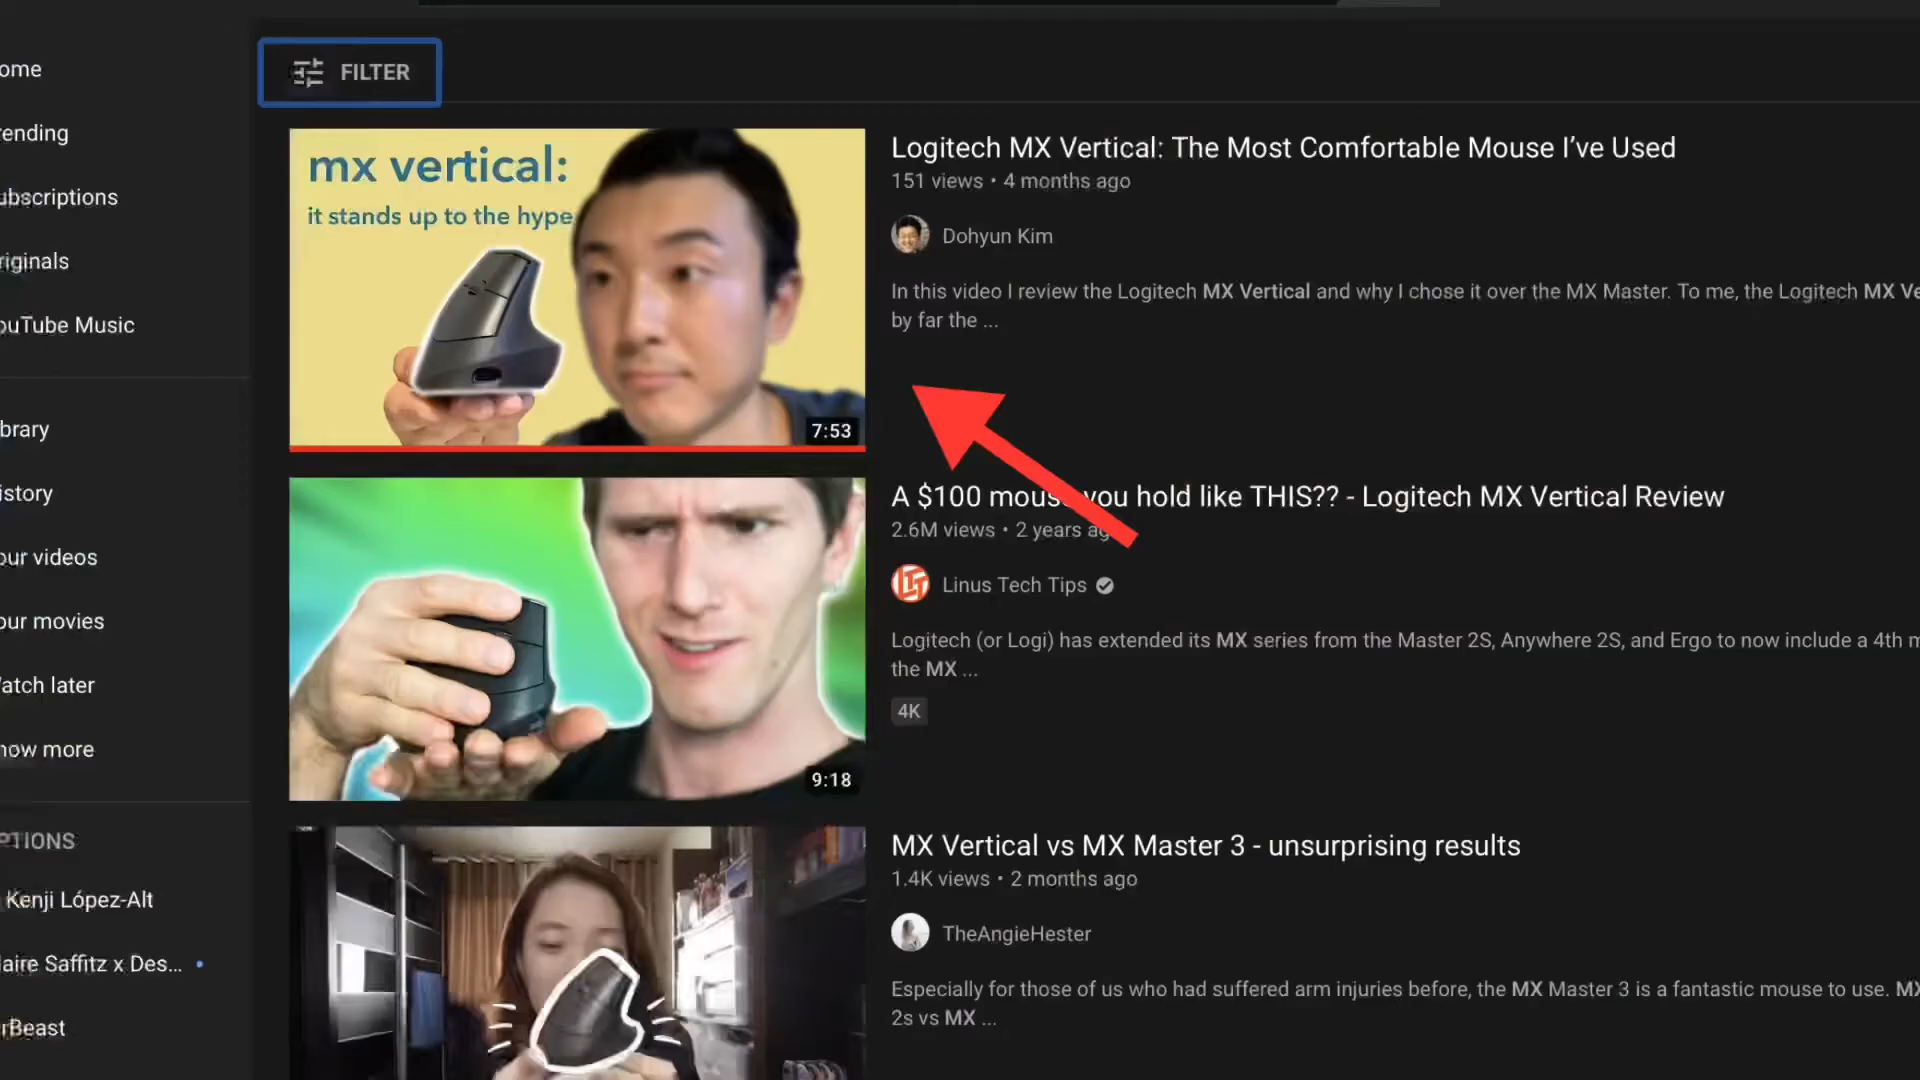 ome
rending
ubscriptions
riginals
ouTube Music
ibrary
istory
our videos
our movies
atch later
how more
PTIONS
Kenji López-Alt
laire Saffitz x Des... •
rBeast
FILTER
mx vertical:
it stands up to the hype
7:53
Logitech MX Vertical: The Most Comfortable Mouse I've Used
151 views • 4 months ago
Dohyun Kim
In this video I review the Logitech MX Vertical and why I chose it over the MX Master. To me, the Logitech MX Ve
by far the ...
9:18
A $100 mouse you hold like THIS?? - Logitech MX Vertical Review
2.6M views • 2 years ago
LTT
Linus Tech Tips
Logitech (or Logi) has extended its MX series from the Master 2S, Anywhere 2S, and Ergo to now include a 4th m
the MX ...
4K
MX Vertical vs MX Master 3 - unsurprising results
1.4K views • 2 months ago
TheAngieHester
Especially for those of us who had suffered arm injuries before, the MX Master 3 is a fantastic mouse to use. MX
2s vs MX ...